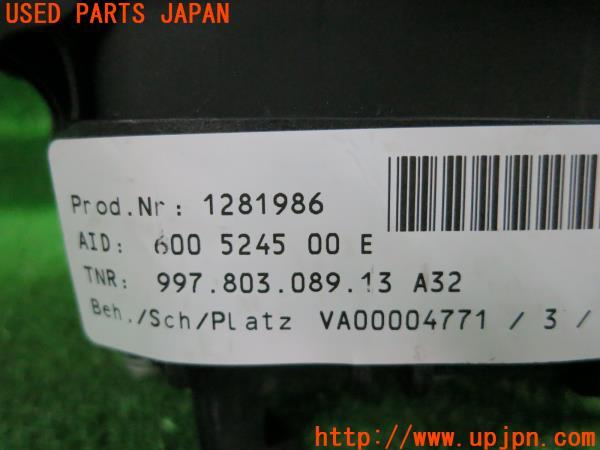 USED PARTS JAPAN
Prod.Nr: 1281986
AID: 600 5245 00 E
TNR: 997.803.089.13 A32
Beh./Sch/Platz VA00004771 / 3 /
http://www.upjpn.com